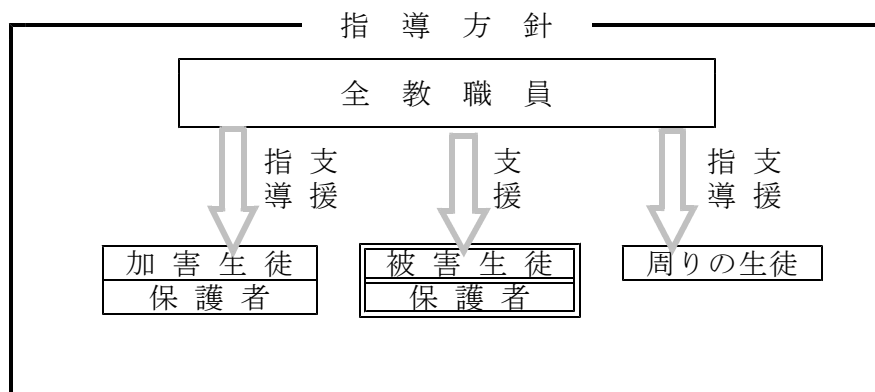 指導方針
全教職員
指導 支援
支援
指導 支援
加害生徒
保護者
被害生徒
保護者
周りの生徒